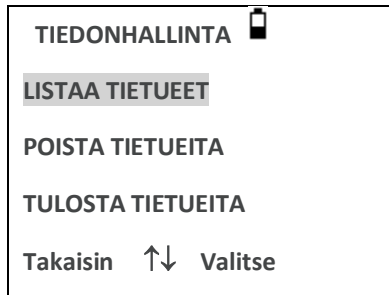 TIEDONHALLINTA
LISTAA TIETUEET
POISTA TIETUEITA
TULOSTA TIETUEITA
Takaisin ↑↓ Valitse